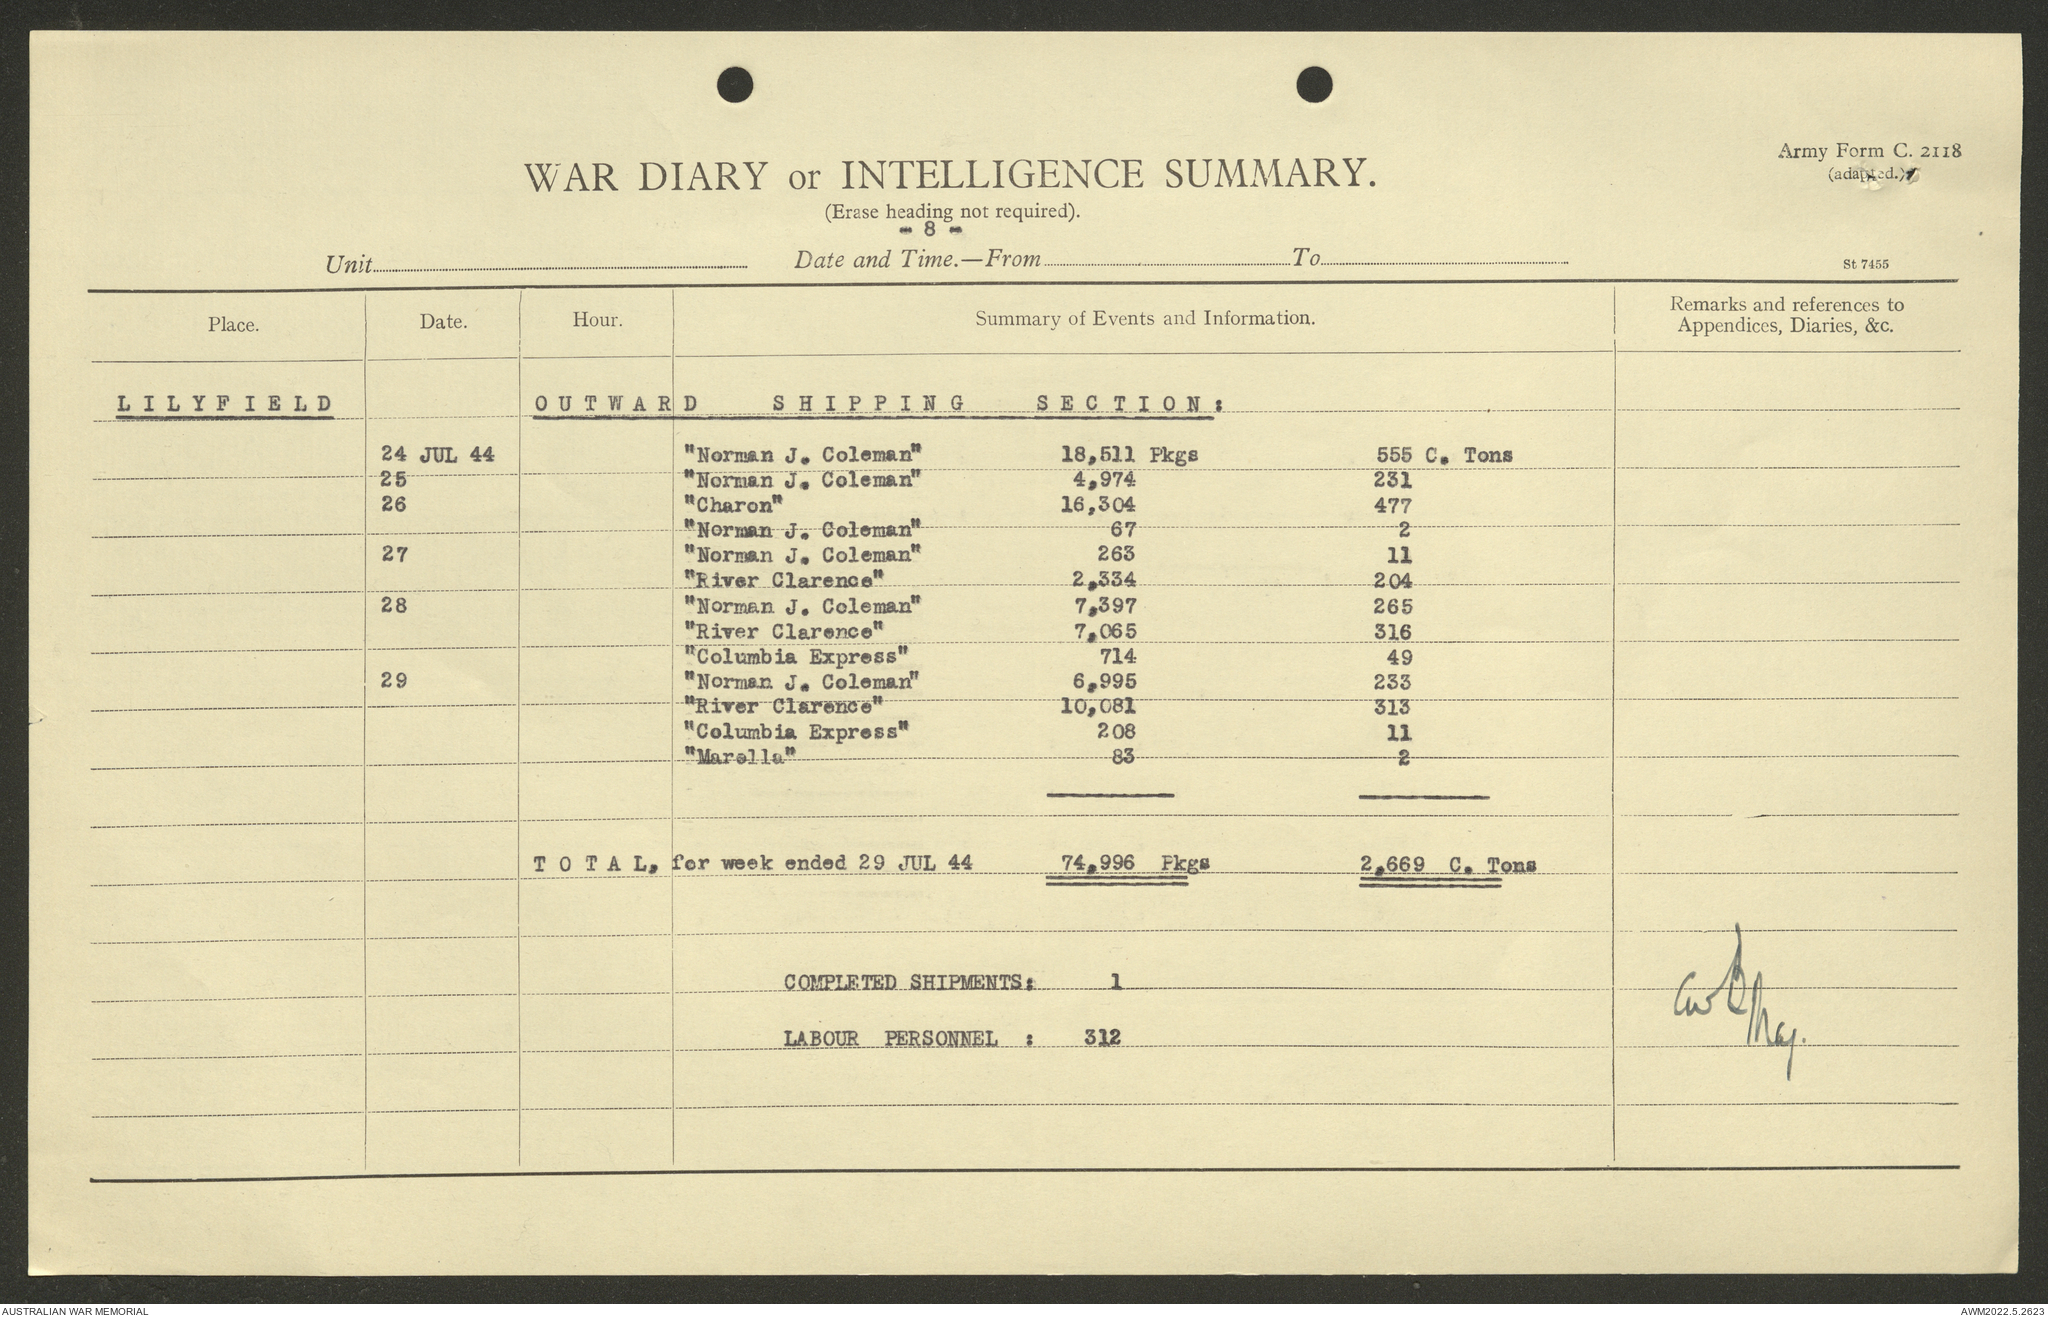 Army Form C. 2118
(adapted.)
WAR DIARY or INTELLIGENCE SUMMARY.
(Erase heading not required).
- 8 -
Unit Date and Time.—From To
St 7455
Place. Date. Hour. Summary of Events and Information. Remarks and references to
Appendices, Diaries, &c.
LILYFIELD OUTWARD SHIPPING SECTION:
24 JUL 44 "Norman J. Coleman" 18,511 Pkgs 555 C. Tons
25 "Norman J. Coleman" 4,974 231
26 "Charon" 16,304 477
"Norman J. Coleman" 67 2
27 "Norman J. Coleman" 263 11
"River Clarence" 2,334 204
28 "Norman J. Coleman" 7,397 265
"River Clarence" 7,065 316
"Columbia Express" 714 49
29 "Norman J. Coleman" 6,995 233
"River Clarence" 10,081 313
"Columbia Express" 208 11
"Marella" 83 2
TOTAL, for week ended 29 JUL 44 74,996 Pkgs 2,669 C. Tons
COMPLETED SHIPMENTS: 1
LABOUR PERSONNEL : 312
Maj.
AUSTRALIAN WAR MEMORIAL AWM2022.5.2623